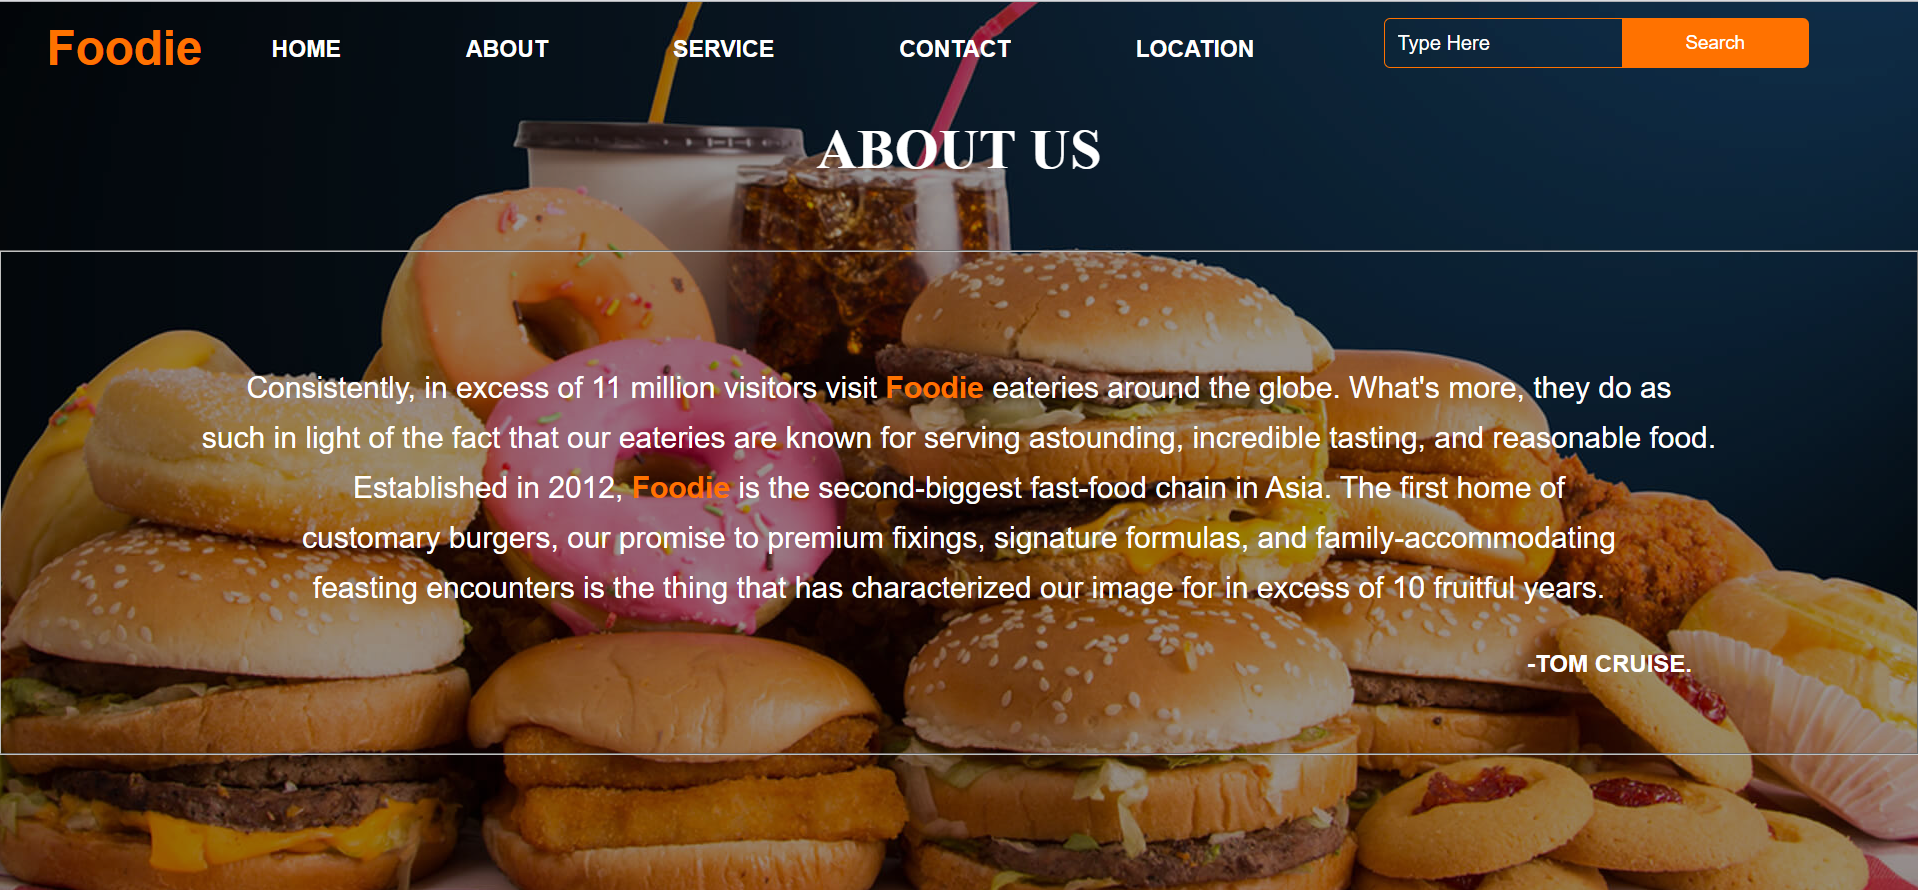 Foodie HOME ABOUT SERVICE CONTACT LOCATION Type Here Search
ABOUT US
Consistently, in excess of 11 million visitors visit Foodie eateries around the globe. What's more, they do as
such in light of the fact that our eateries are known for serving astounding, incredible tasting, and reasonable food.
Established in 2012, Foodie is the second-biggest fast-food chain in Asia. The first home of
customary burgers, our promise to premium fixings, signature formulas, and family-accommodating
feasting encounters is the thing that has characterized our image for in excess of 10 fruitful years.
-TOM CRUISE.